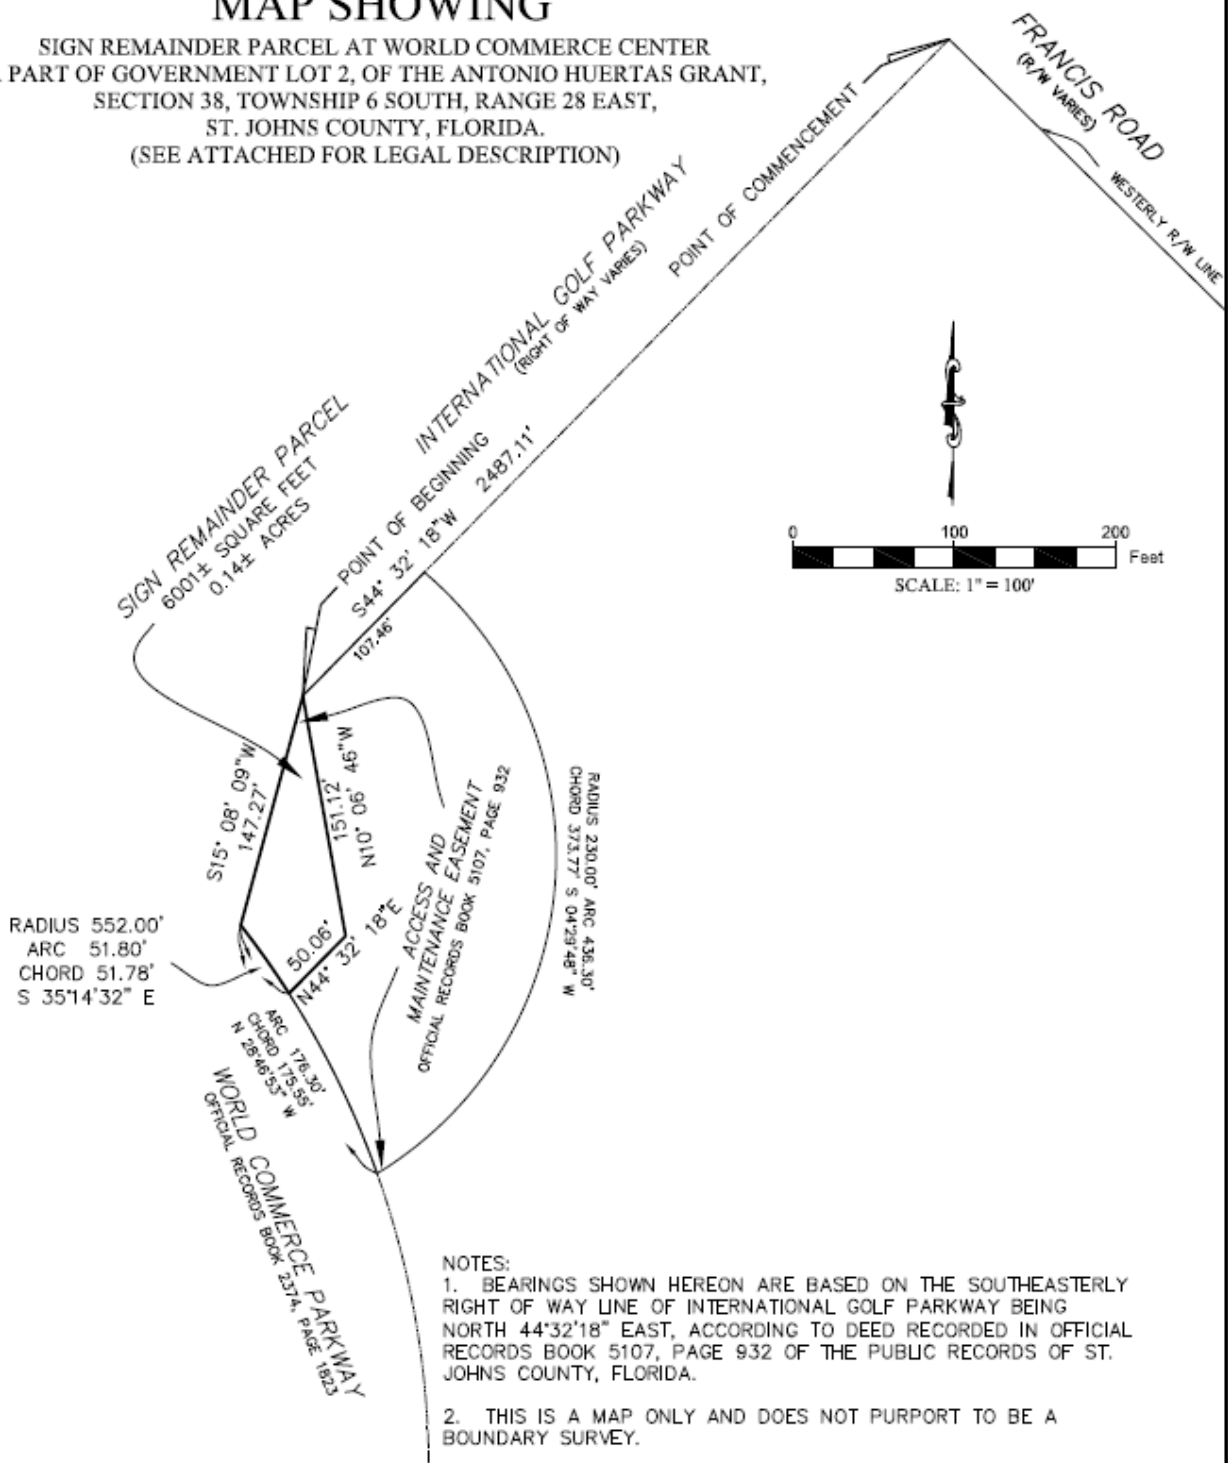 MAP SHOWING
SIGN REMAINDER PARCEL AT WORLD COMMERCE CENTER
PART OF GOVERNMENT LOT 2, OF THE ANTONIO HUERTAS GRANT,
SECTION 38, TOWNSHIP 6 SOUTH, RANGE 28 EAST,
ST. JOHNS COUNTY, FLORIDA.
(SEE ATTACHED FOR LEGAL DESCRIPTION)
FRANCIS ROAD
(R/W VARIES)
WESTERLY R/W LINE
POINT OF COMMENCEMENT
INTERNATIONAL GOLF PARKWAY
(RIGHT OF WAY VARIES)
SIGN REMAINDER PARCEL
6001± SQUARE FEET
0.14± ACRES
POINT OF BEGINNING
S44° 32' 18"W 2487.11'
107.46'
0 100 200
Feet
SCALE: 1" = 100'
S15° 08' 09"W
147.27'
N10° 06' 46"W
151.12'
RADIUS 230.00' ARC 436.30'
CHORD 373.77' S 04°29'48" W
ACCESS AND
MAINTENANCE EASEMENT
OFFICIAL RECORDS BOOK 5107, PAGE 932
RADIUS 552.00'
ARC 51.80'
CHORD 51.78'
S 35°14'32" E
50.06'
N44° 32' 18"E
ARC 176.30'
CHORD 175.55'
N 28°46'53" W
WORLD COMMERCE PARKWAY
OFFICIAL RECORDS BOOK 2374, PAGE 1823
NOTES:
1. BEARINGS SHOWN HEREON ARE BASED ON THE SOUTHEASTERLY
RIGHT OF WAY LINE OF INTERNATIONAL GOLF PARKWAY BEING
NORTH 44°32'18" EAST, ACCORDING TO DEED RECORDED IN OFFICIAL
RECORDS BOOK 5107, PAGE 932 OF THE PUBLIC RECORDS OF ST.
JOHNS COUNTY, FLORIDA.
2. THIS IS A MAP ONLY AND DOES NOT PURPORT TO BE A
BOUNDARY SURVEY.